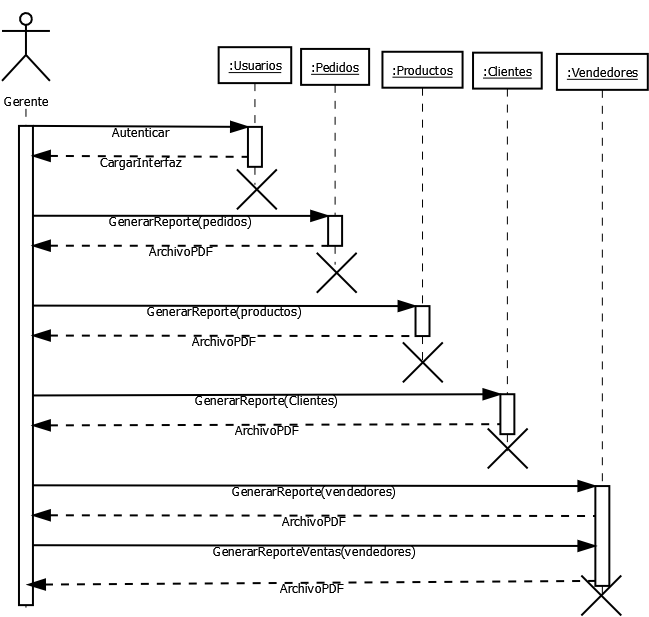 :Usuarios
:Pedidos
:Productos
:Clientes
:Vendedores
Gerente
Autenticar
CargarInterfaz
GenerarReporte(pedidos)
ArchivoPDF
GenerarReporte(productos)
ArchivoPDF
GenerarReporte(Clientes)
ArchivoPDF
GenerarReporte(vendedores)
ArchivoPDF
GenerarReporteVentas(vendedores)
ArchivoPDF